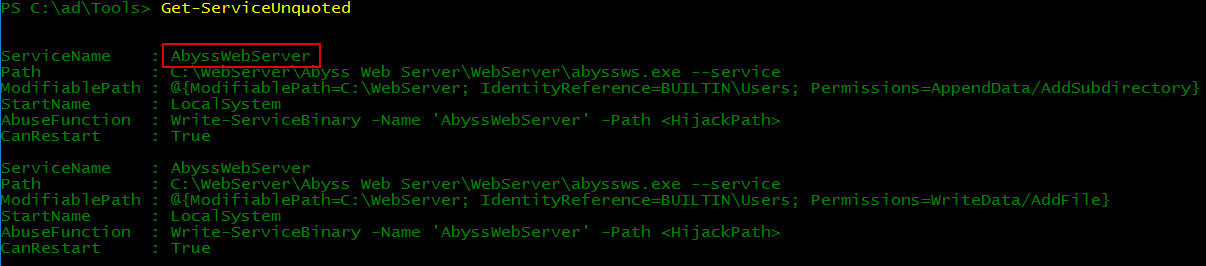 PS C:\ad\Tools> Get-ServiceUnquoted
ServiceName    : AbyssWebServer
Path           : C:\WebServer\Abyss Web Server\WebServer\abyssws.exe --service
ModifiablePath : @{ModifiablePath=C:\WebServer; IdentityReference=BUILTIN\Users; Permissions=AppendData/AddSubdirectory}
StartName      : LocalSystem
AbuseFunction  : Write-ServiceBinary -Name 'AbyssWebServer' -Path <HijackPath>
CanRestart     : True
ServiceName    : AbyssWebServer
Path           : C:\WebServer\Abyss Web Server\WebServer\abyssws.exe --service
ModifiablePath : @{ModifiablePath=C:\WebServer; IdentityReference=BUILTIN\Users; Permissions=WriteData/AddFile}
StartName      : LocalSystem
AbuseFunction  : Write-ServiceBinary -Name 'AbyssWebServer' -Path <HijackPath>
CanRestart     : True